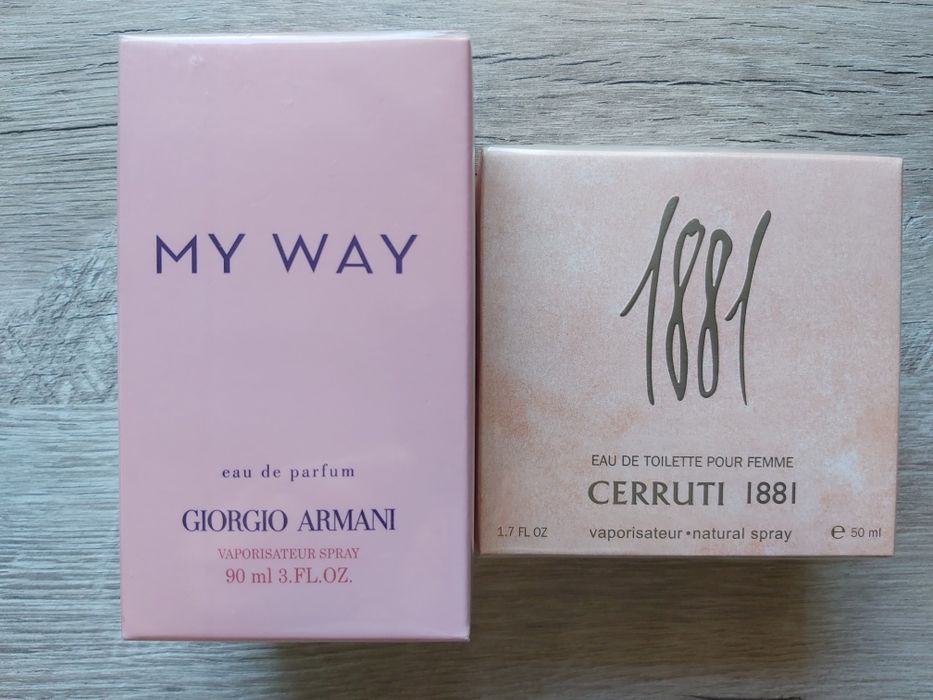 MY WAY
eau de parfum
GIORGIO ARMANI
VAPORISATEUR SPRAY
90 ml 3.FL.OZ.
1881
EAU DE TOILETTE POUR FEMME
CERRUTI 1881
1.7 FL OZ vaporisateur • natural spray e 50 ml